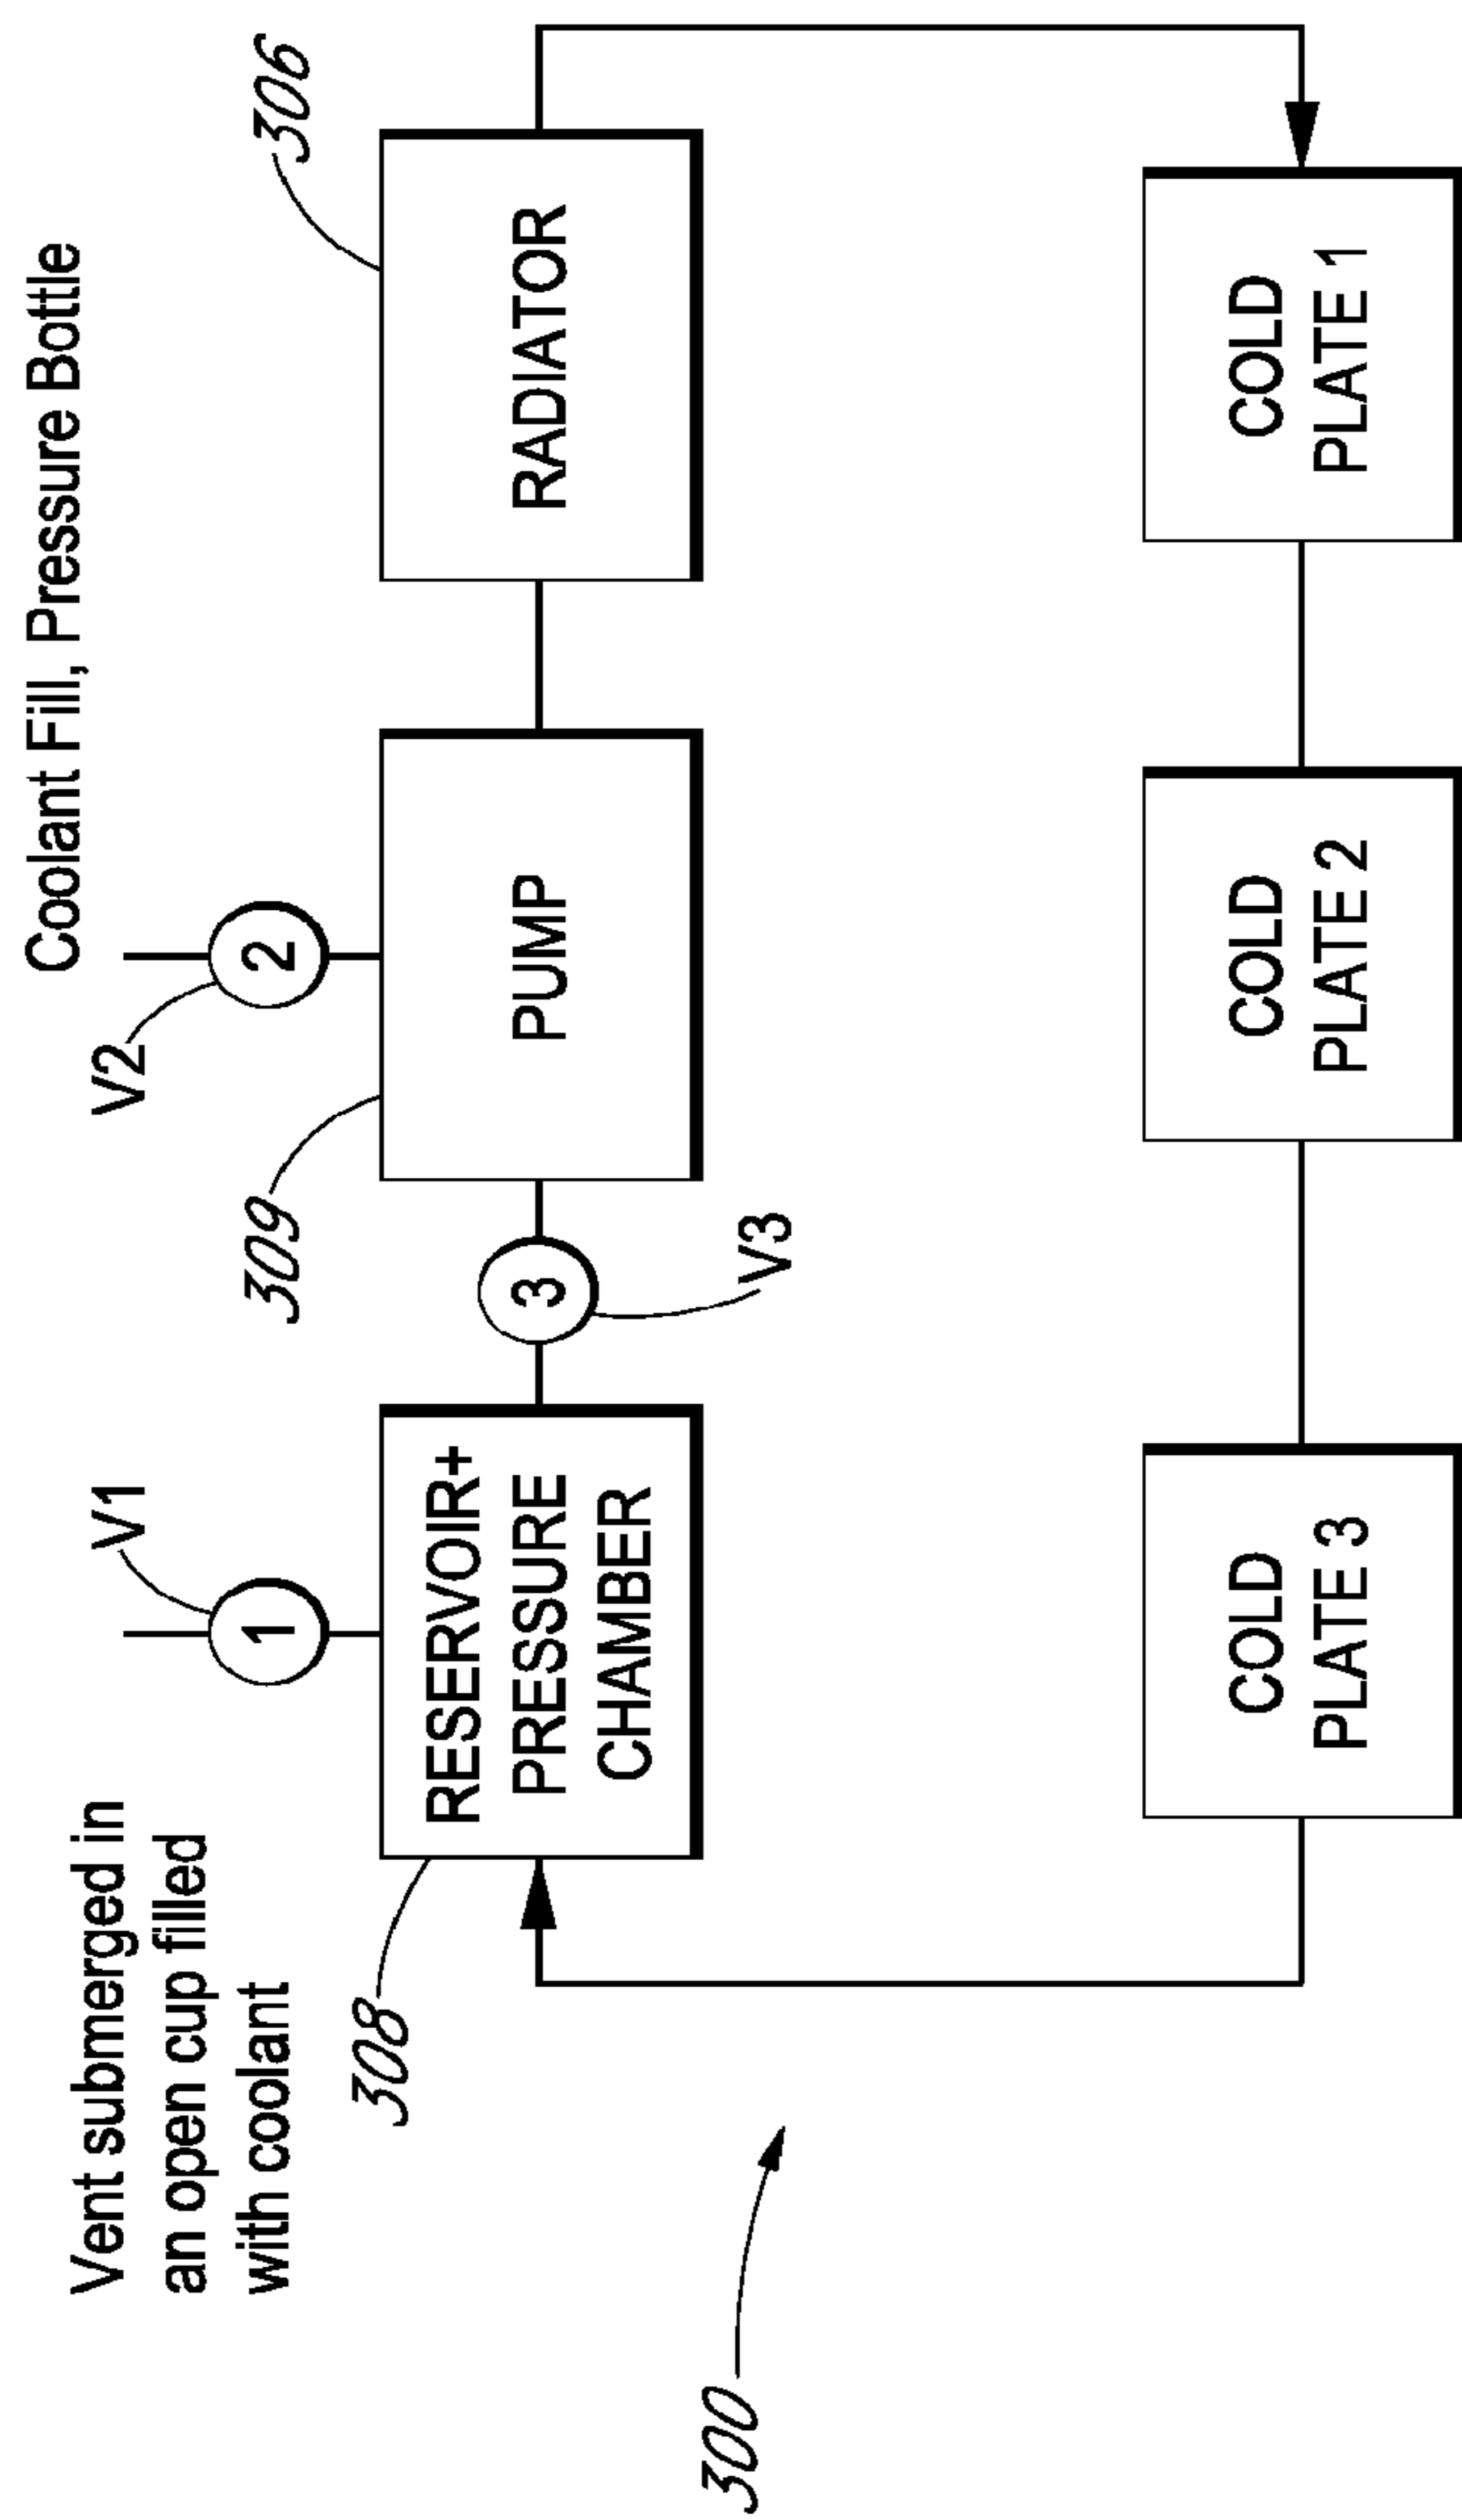 Vent submerged in
an open cup filled
with coolant
V1
1
V2
2
Coolant Fill, Pressure Bottle
308
309
306
RESERVOIR+
PRESSURE
CHAMBER
3
V3
PUMP
RADIATOR
300
COLD
PLATE 3
COLD
PLATE 2
COLD
PLATE 1